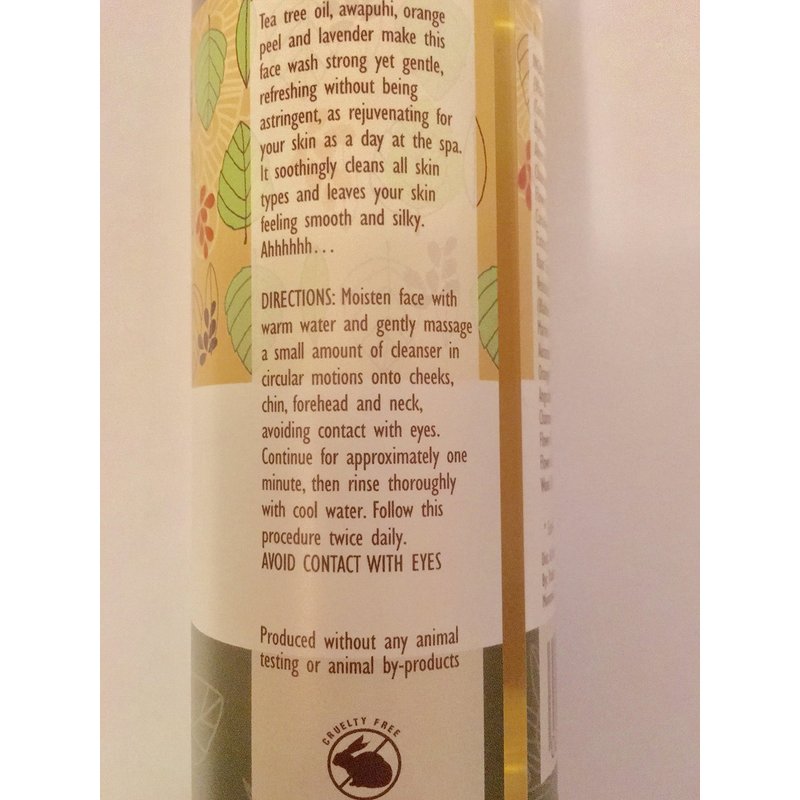 Tea tree oil, awapuhi, orange
peel and lavender make this
face wash strong yet gentle,
refreshing without being
astringent, as rejuvenating for
your skin as a day at the spa.
It soothingly cleans all skin
types and leaves your skin
feeling smooth and silky.
Ahhhhhh...
DIRECTIONS: Moisten face with
warm water and gently massage
a small amount of cleanser in
circular motions onto cheeks,
chin, forehead and neck,
avoiding contact with eyes.
Continue for approximately one
minute, then rinse thoroughly
with cool water. Follow this
procedure twice daily.
AVOID CONTACT WITH EYES
Produced without any animal
testing or animal by-products
CRUELTY FREE